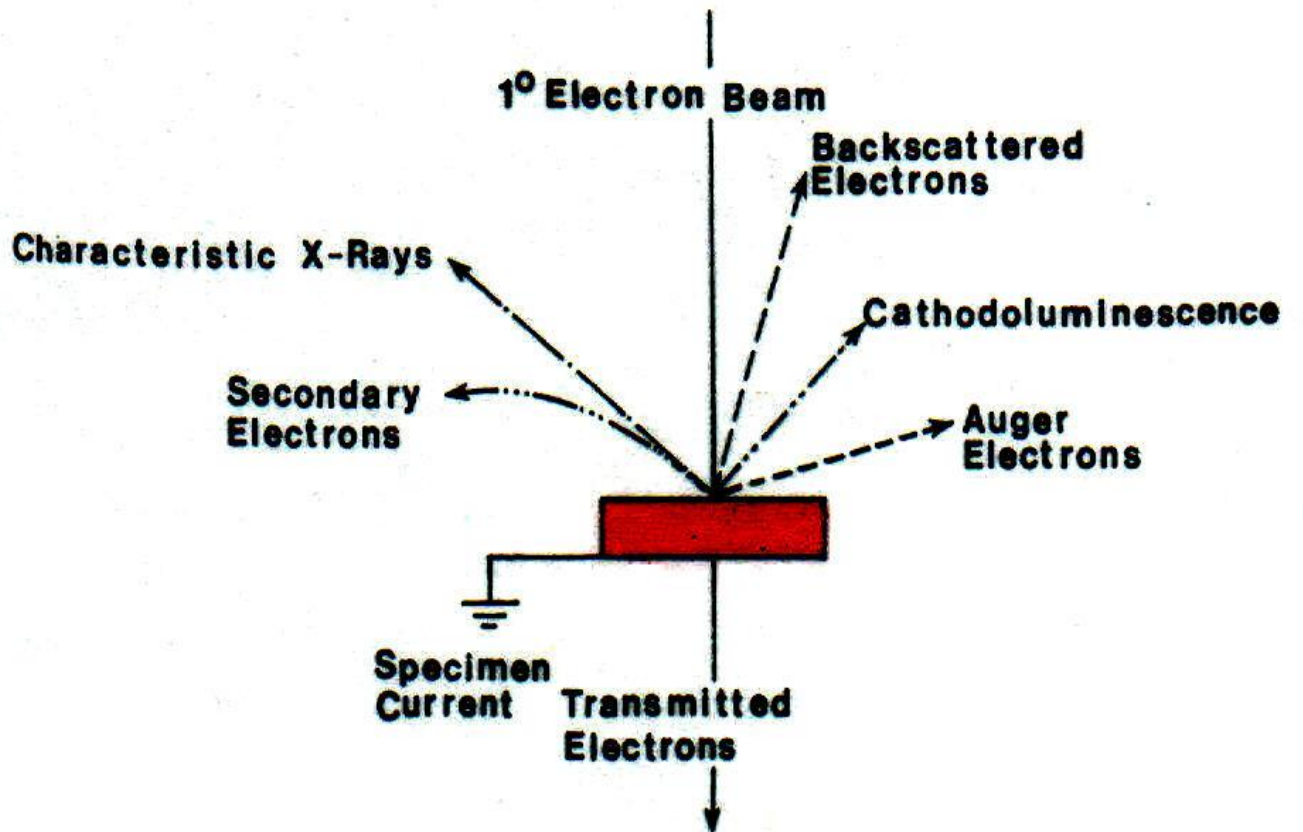 1° Electron Beam
Backscattered
Electrons
Characteristic X-Rays
Cathodoluminescence
Secondary
Electrons
Auger
Electrons
Specimen
Current
Transmitted
Electrons